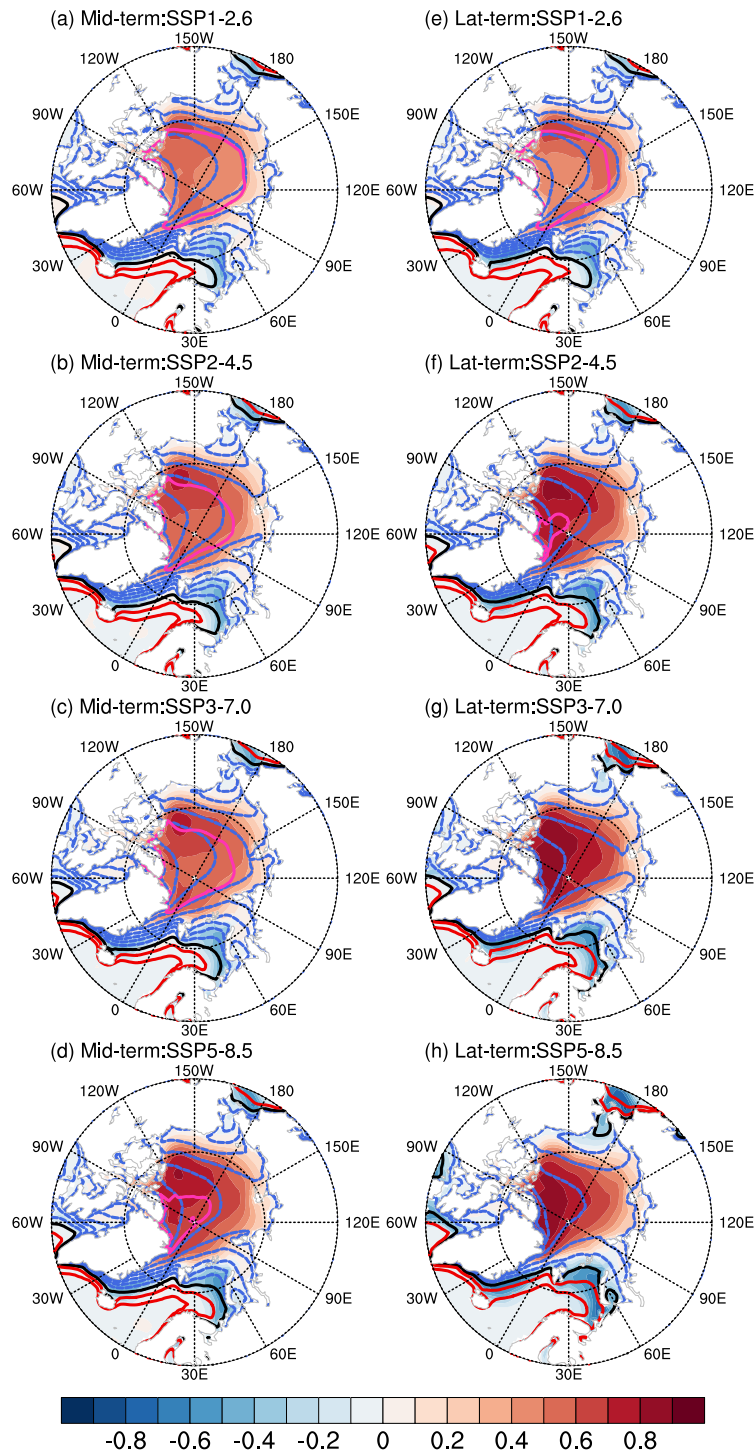 (a) Mid-term:SSP1-2.6
150W
120W 180
90W 150E
60W 120E
30W 90E
0 60E
30E
(e) Lat-term:SSP1-2.6
150W
120W 180
90W 150E
60W 120E
30W 90E
0 60E
30E
(b) Mid-term:SSP2-4.5
150W
120W 180
90W 150E
60W 120E
30W 90E
0 60E
30E
(f) Lat-term:SSP2-4.5
150W
120W 180
90W 150E
60W 120E
30W 90E
0 60E
30E
(c) Mid-term:SSP3-7.0
150W
120W 180
90W 150E
60W 120E
30W 90E
0 60E
30E
(g) Lat-term:SSP3-7.0
150W
120W 180
90W 150E
60W 120E
30W 90E
0 60E
30E
(d) Mid-term:SSP5-8.5
150W
120W 180
90W 150E
60W 120E
30W 90E
0 60E
30E
(h) Lat-term:SSP5-8.5
150W
120W 180
90W 150E
60W 120E
30W 90E
0 60E
30E
-0.8 -0.6 -0.4 -0.2 0 0.2 0.4 0.6 0.8